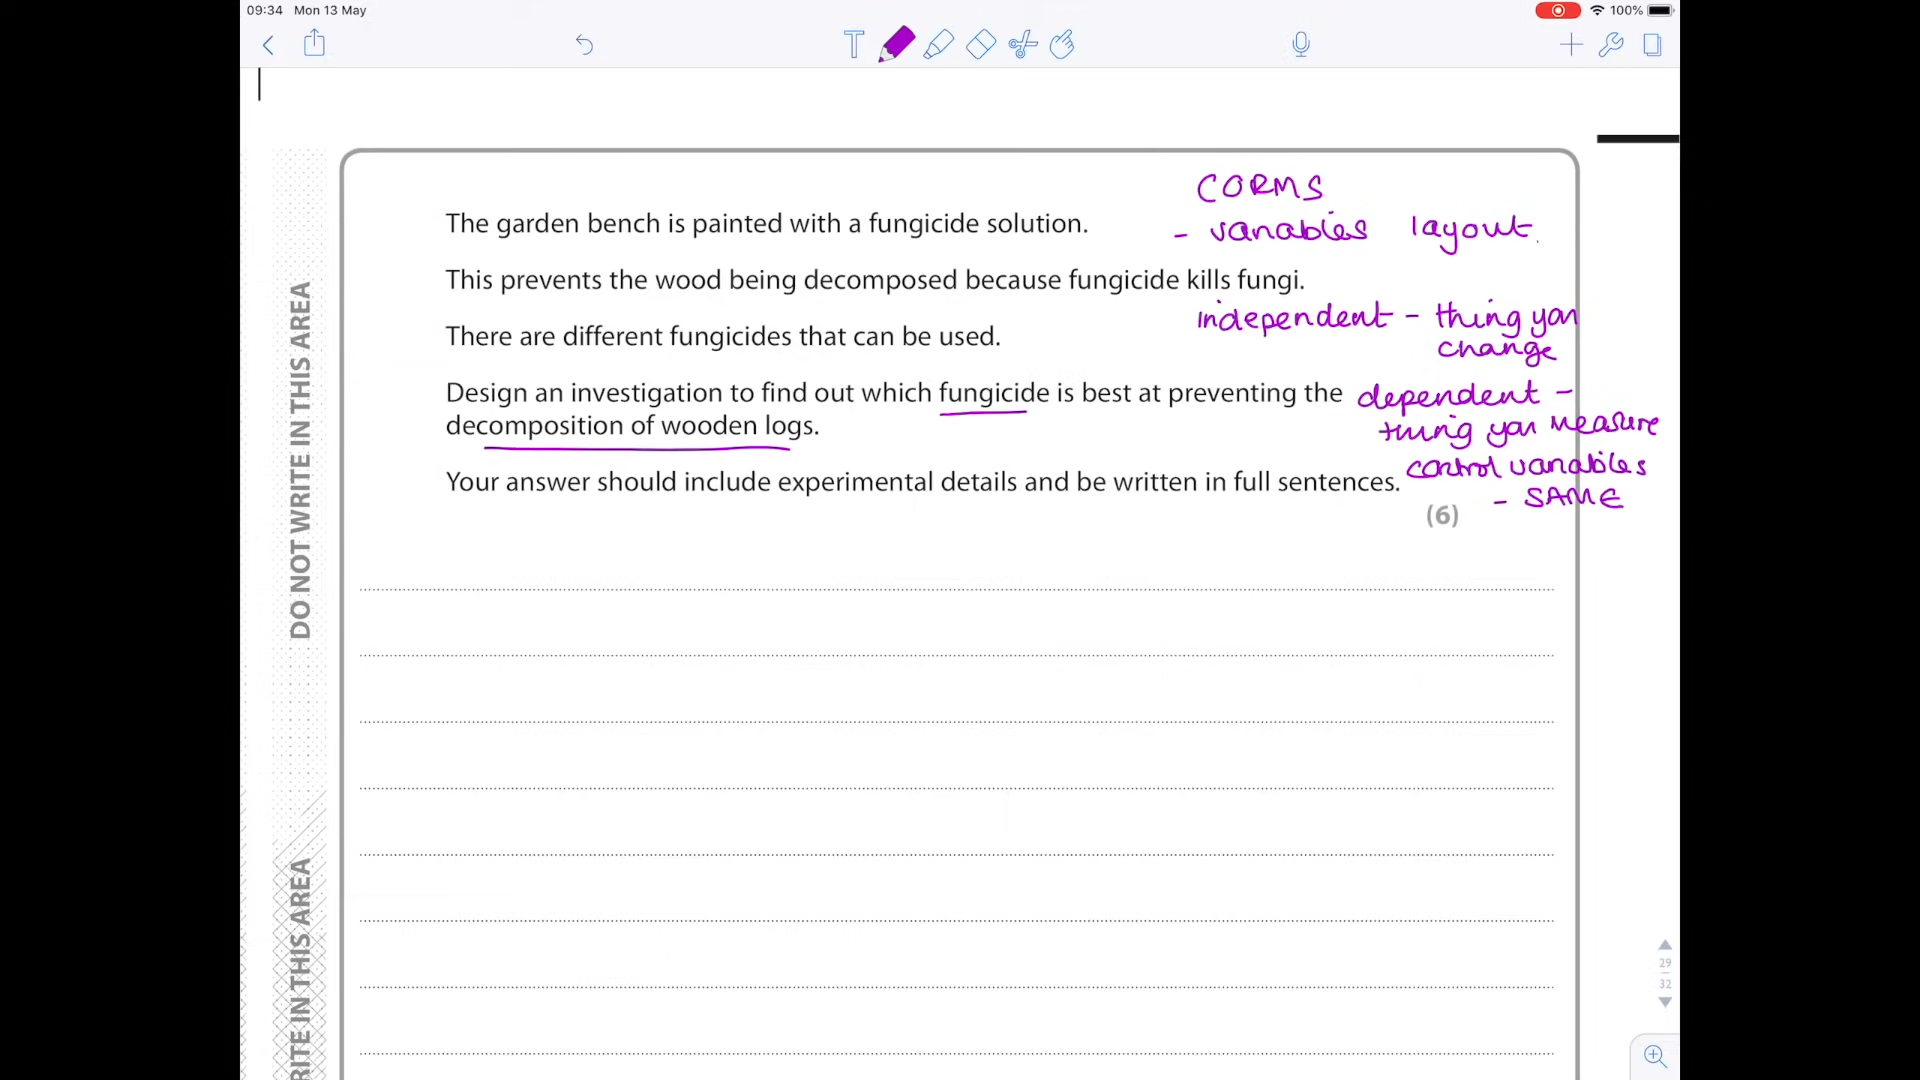 09:34 Mon 13 May
100%
T
CORMS
The garden bench is painted with a fungicide solution.
- variables layout.
This prevents the wood being decomposed because fungicide kills fungi.
independent - thing you
change
There are different fungicides that can be used.
Design an investigation to find out which fungicide is best at preventing the
decomposition of wooden logs.
dependent -
thing you measure
control variables
- SAME
Your answer should include experimental details and be written in full sentences.
(6)
DO NOT WRITE IN THIS AREA
RITE IN THIS AREA
29
32